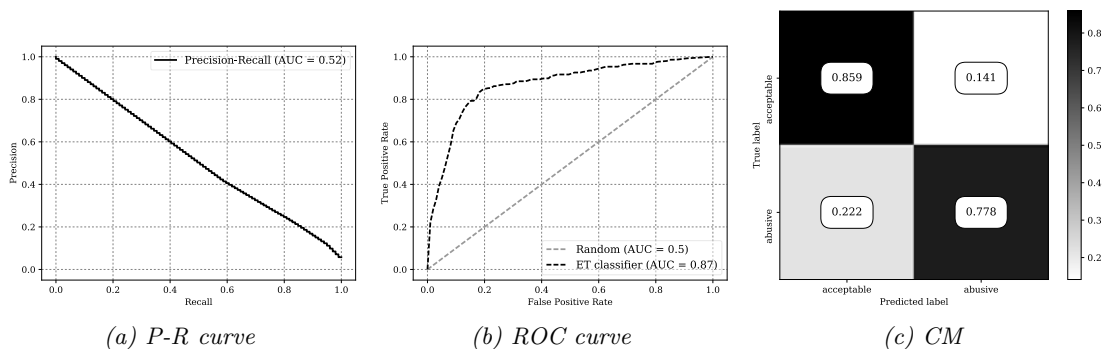 1.0
0.8
0.6
0.4
0.2
0.0
Precision
Precision-Recall (AUC = 0.52)
0.0 0.2 0.4 0.6 0.8 1.0
Recall
(a) P-R curve
1.0
0.8
0.6
0.4
0.2
0.0
True Positive Rate
Random (AUC = 0.5)
ET classifier (AUC = 0.87)
0.0 0.2 0.4 0.6 0.8 1.0
False Positive Rate
(b) ROC curve
True label
acceptable
abusive
0.859 0.141
0.222 0.778
acceptable abusive
Predicted label
0.8
0.7
0.6
0.5
0.4
0.3
0.2
(c) CM